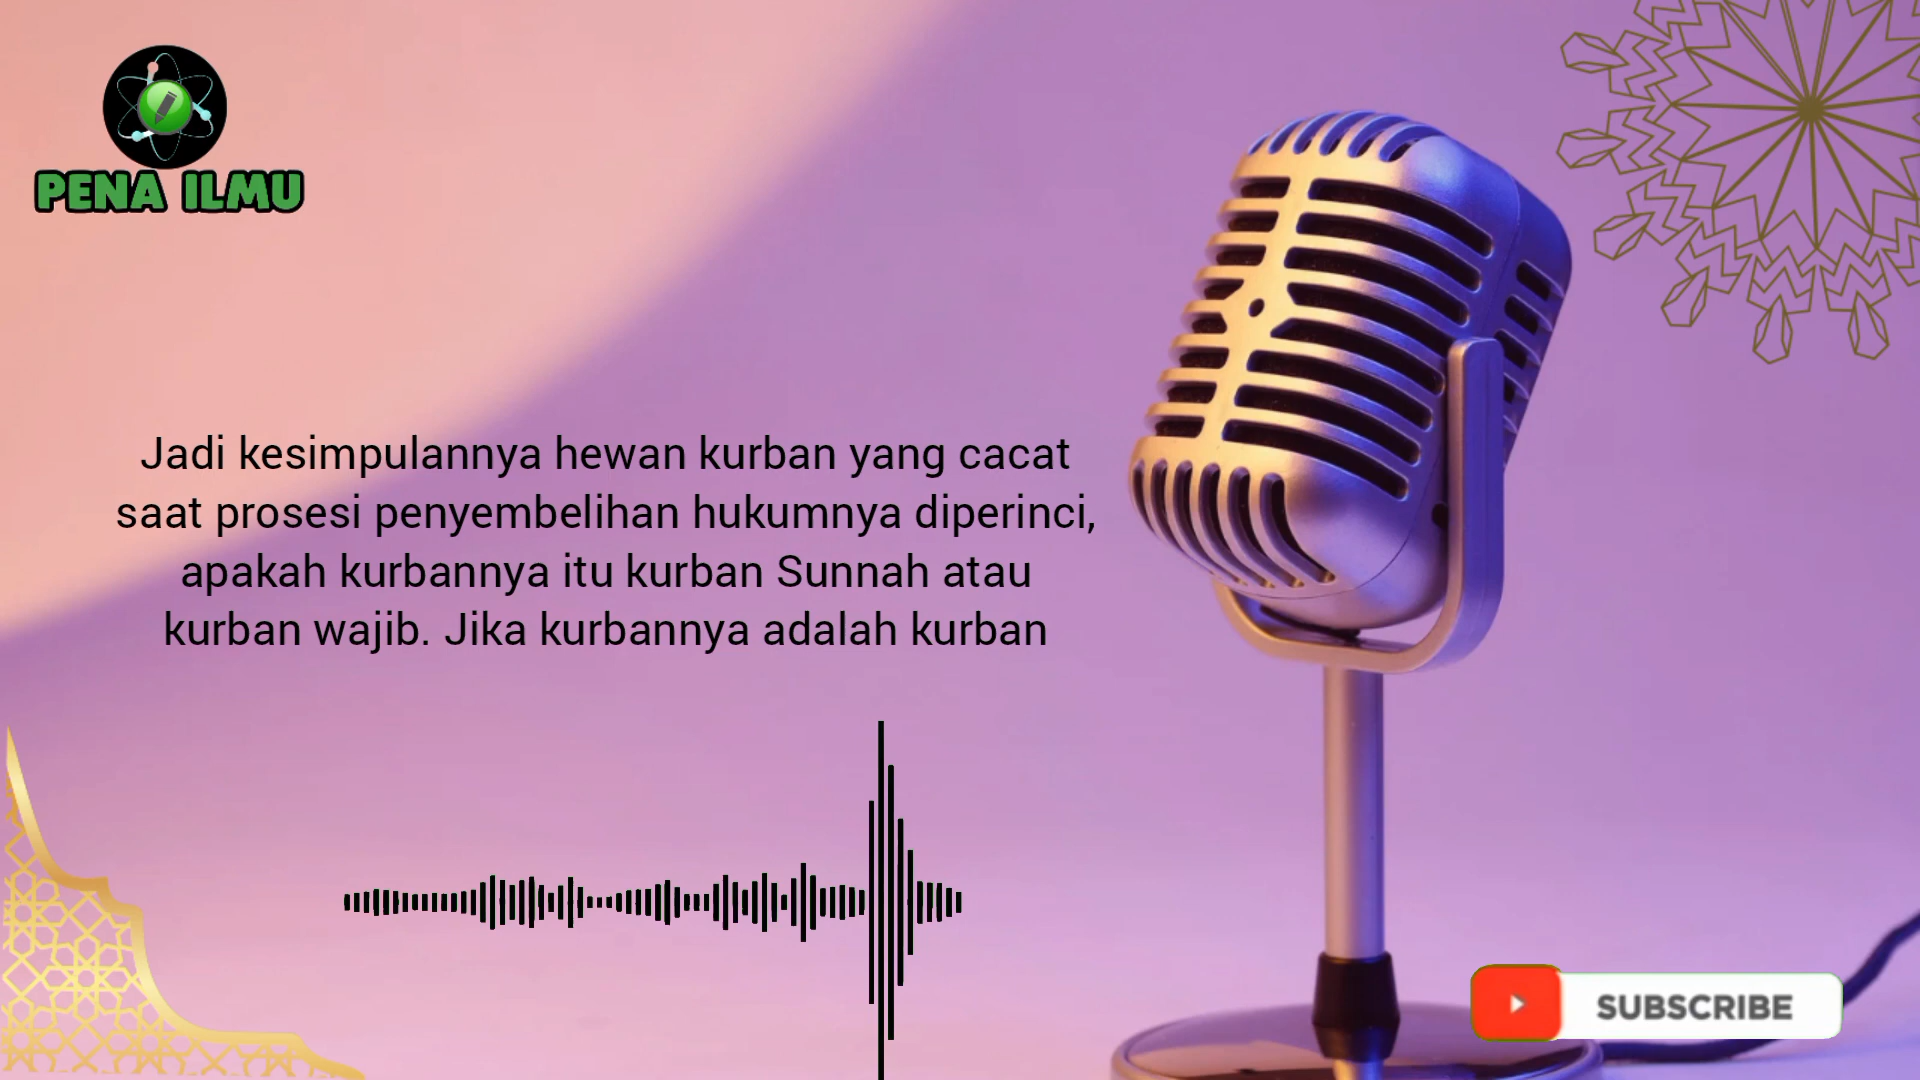 PENA ILMU
Jadi kesimpulannya hewan kurban yang cacat
saat prosesi penyembelihan hukumnya diperinci,
apakah kurbannya itu kurban Sunnah atau
kurban wajib. Jika kurbannya adalah kurban
SUBSCRIBE